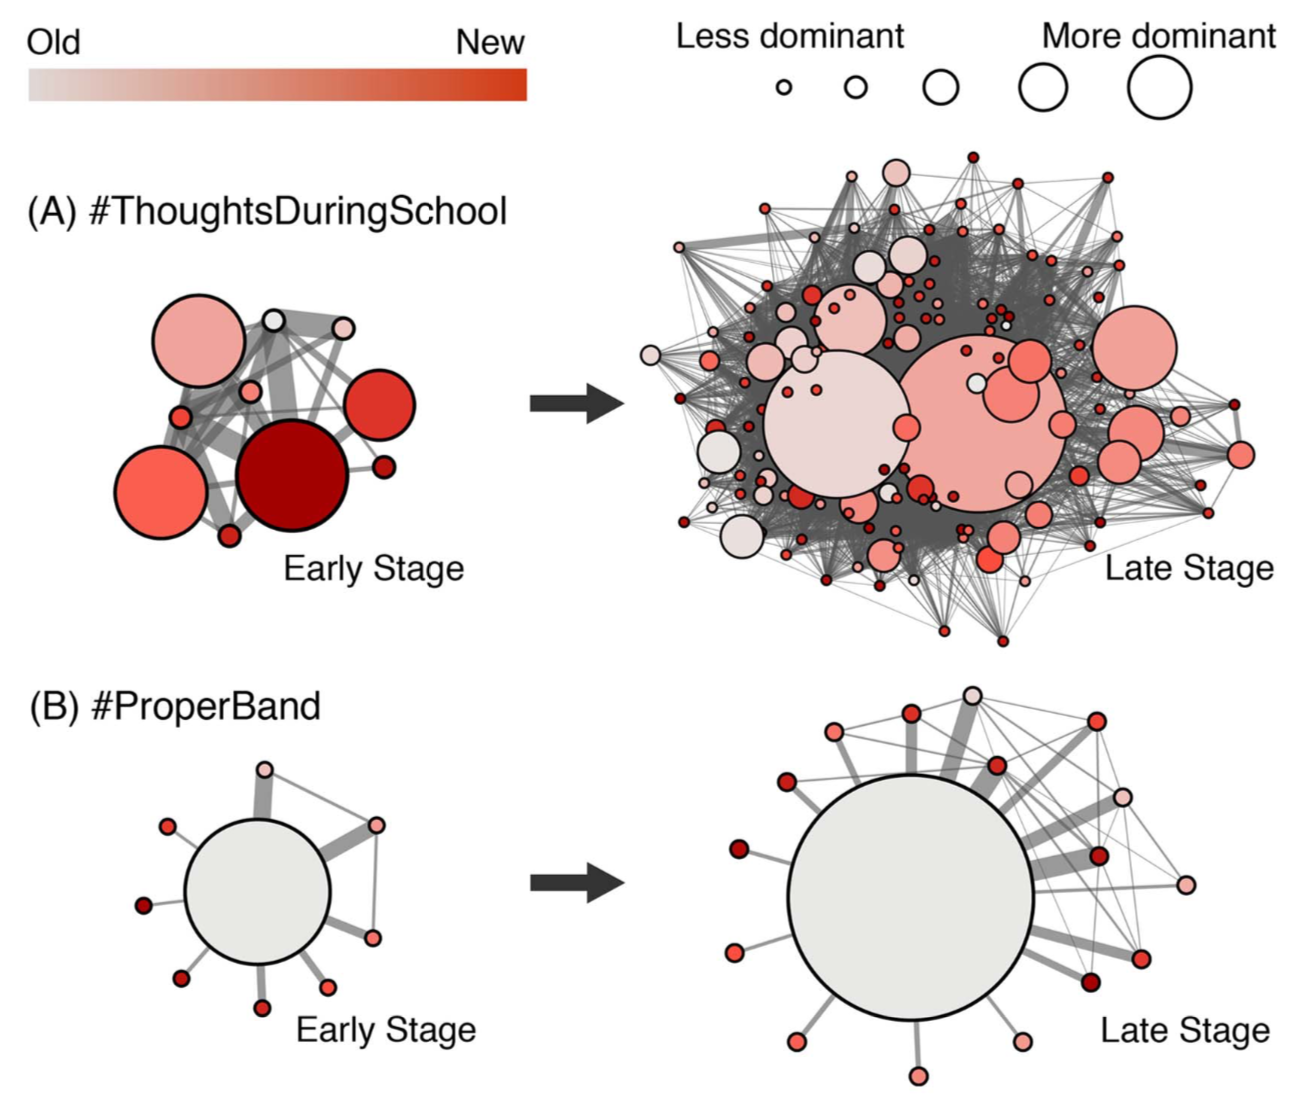 Old
New
Less dominant
More dominant
(A) #ThoughtsDuringSchool
Early Stage
Late Stage
(B) #ProperBand
Early Stage
Late Stage